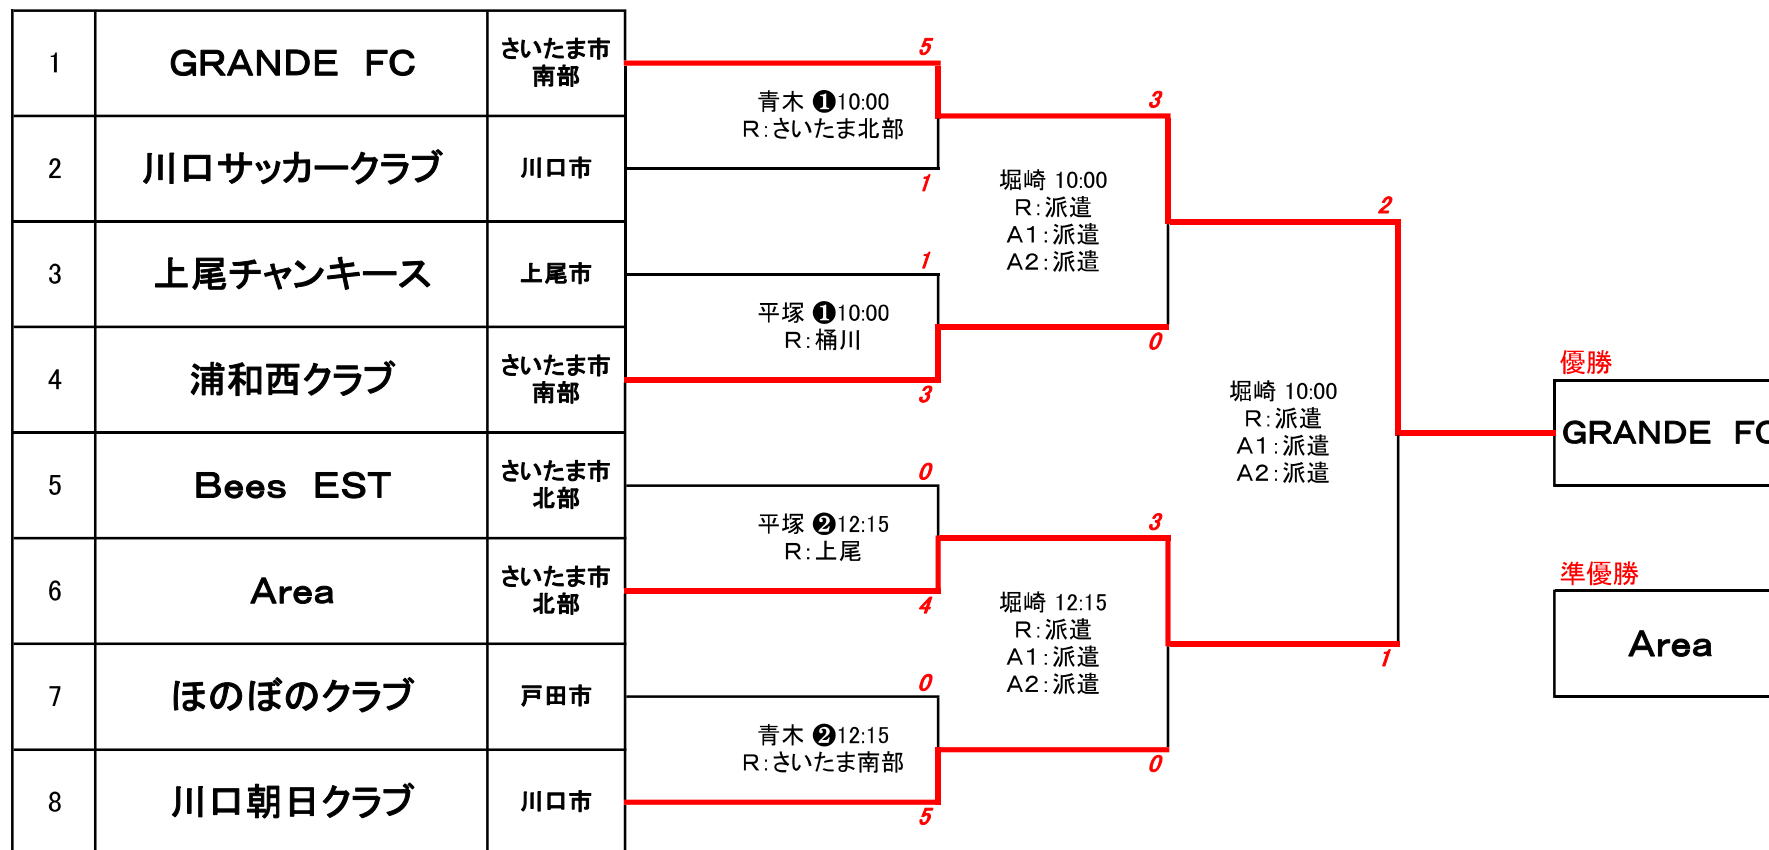 1
GRANDE FC
さいたま市
南部
2
川口サッカークラブ
川口市
3
上尾チャンキース
上尾市
4
浦和西クラブ
さいたま市
南部
5
Bees EST
さいたま市
北部
6
Area
さいたま市
北部
7
ほのぼのクラブ
戸田市
8
川口朝日クラブ
川口市
5
青木 ❶10:00
R:さいたま北部
1
1
平塚 ❶10:00
R:桶川
3
0
平塚 ❷12:15
R:上尾
4
0
青木 ❷12:15
R:さいたま南部
5
3
堀崎 10:00
R:派遣
A1:派遣
A2:派遣
0
3
堀崎 12:15
R:派遣
A1:派遣
A2:派遣
0
2
堀崎 10:00
R:派遣
A1:派遣
A2:派遣
1
優勝
GRANDE FC
準優勝
Area